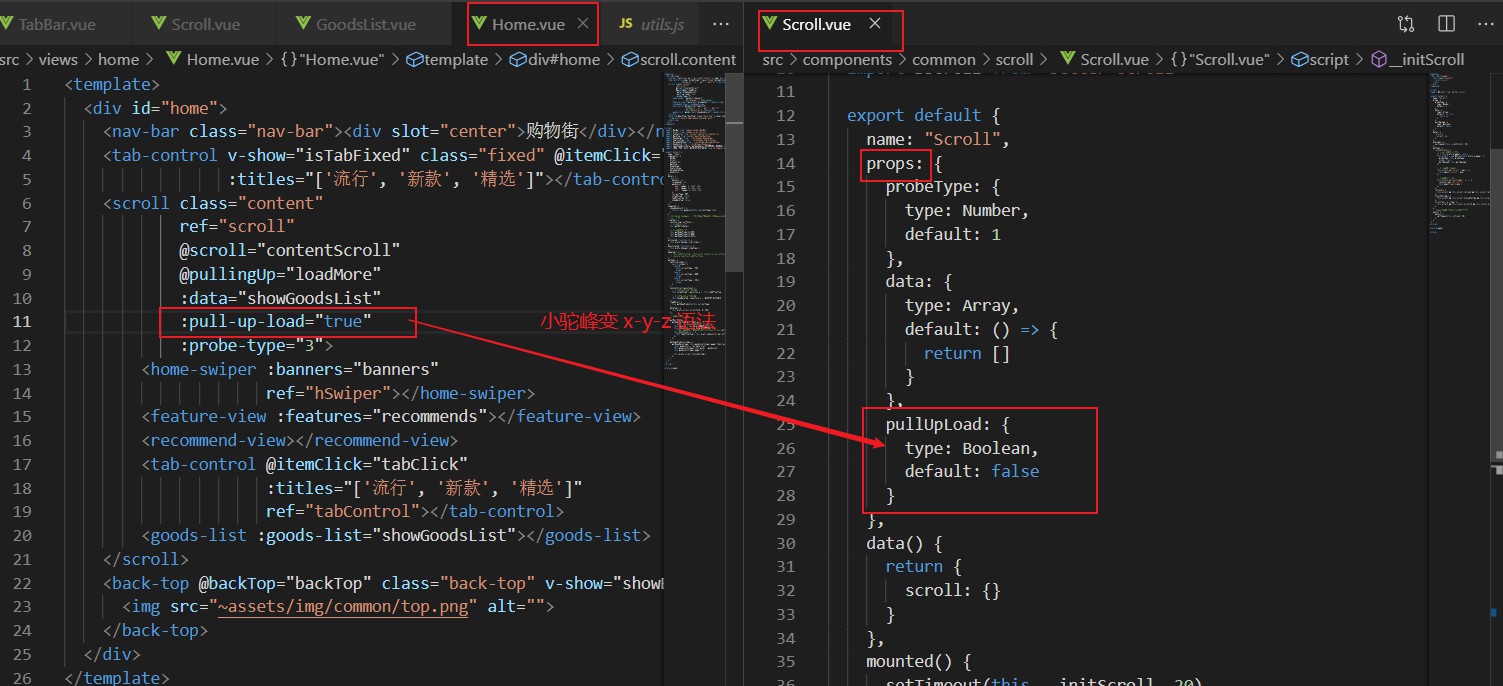 TabBar.vue Scroll.vue GoodsList.vue Home.vue JS utils.js ...
src > views > home > Home.vue > {} "Home.vue" > template > div#home > scroll.content
1 <template>
2 <div id="home">
3 <nav-bar class="nav-bar"><div slot="center">购物街</div></n
4 <tab-control v-show="isTabFixed" class="fixed" @itemClick="
5 :titles="['流行', '新款', '精选']"></tab-contro
6 <scroll class="content"
7 ref="scroll"
8 @scroll="contentScroll"
9 @pullingUp="loadMore"
10 :data="showGoodsList"
11 :pull-up-load="true"
12 :probe-type="3">
13 <home-swiper :banners="banners"
14 ref="hSwiper"></home-swiper>
15 <feature-view :features="recommends"></feature-view>
16 <recommend-view></recommend-view>
17 <tab-control @itemClick="tabClick"
18 :titles="['流行', '新款', '精选']"
19 ref="tabControl"></tab-control>
20 <goods-list :goods-list="showGoodsList"></goods-list>
21 </scroll>
22 <back-top @backTop="backTop" class="back-top" v-show="show
23 <img src="~assets/img/common/top.png" alt="">
24 </back-top>
25 </div>
26 </template>
小驼峰变 x-y-z 语法
Scroll.vue
src > components > common > scroll > Scroll.vue > {} "Scroll.vue" > script > __initScroll
11
12 export default {
13 name: "Scroll",
14 props: {
15 probeType: {
16 type: Number,
17 default: 1
18 },
19 data: {
20 type: Array,
21 default: () => {
22 return []
23 }
24 },
25 pullUpLoad: {
26 type: Boolean,
27 default: false
28 }
29 },
30 data() {
31 return {
32 scroll: {}
33 }
34 },
35 mounted() {
36 setTimeout(this.__initScroll, 20)